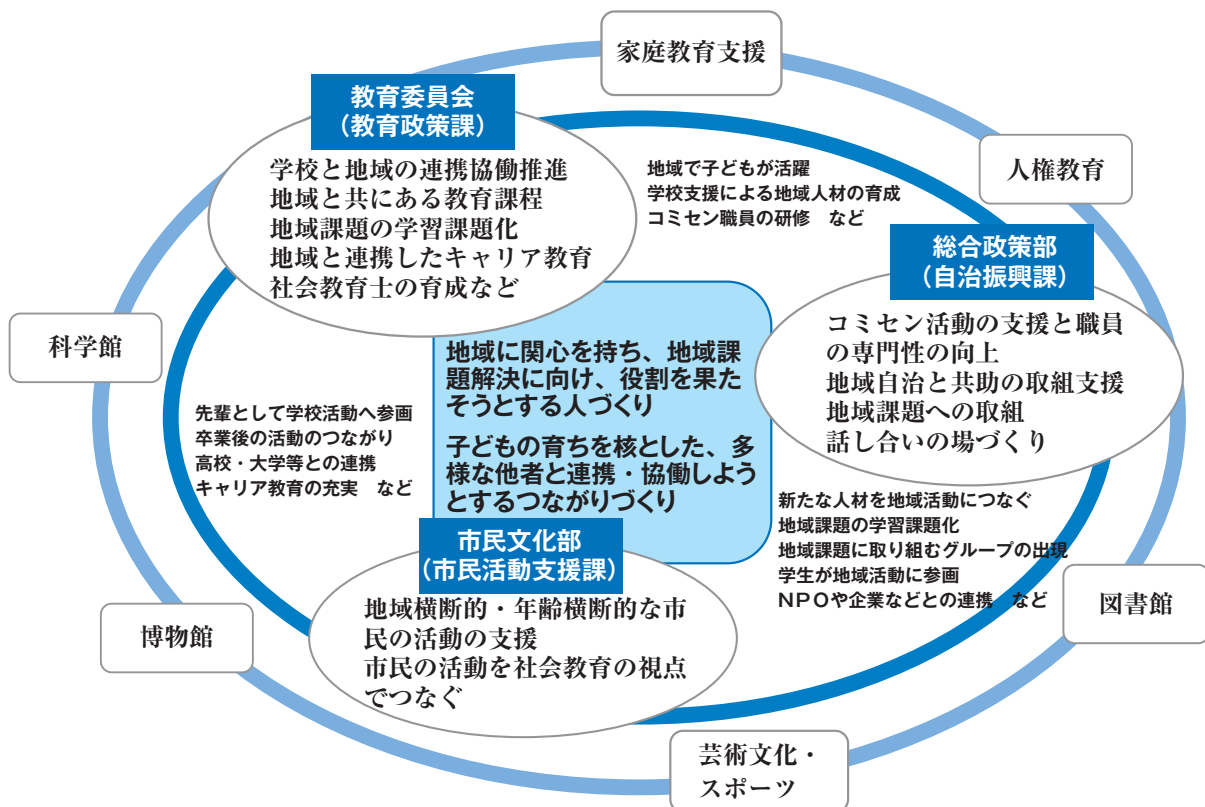 家庭教育支援
教育委員会
（教育政策課）
学校と地域の連携協働推進
地域と共にある教育課程
地域課題の学習課題化
地域と連携したキャリア教育
社会教育士の育成など
地域で子どもが活躍
学校支援による地域人材の育成
コミセン職員の研修　など
人権教育
総合政策部
（自治振興課）
コミセン活動の支援と職員
の専門性の向上
地域自治と共助の取組支援
地域課題への取組
話し合いの場づくり
科学館
地域に関心を持ち、地域課
題解決に向け、役割を果た
そうとする人づくり
子どもの育ちを核とした、多
様な他者と連携・協働しよう
とするつながりづくり
先輩として学校活動へ参画
卒業後の活動のつながり
高校・大学等との連携
キャリア教育の充実　など
新たな人材を地域活動につなぐ
地域課題の学習課題化
地域課題に取り組むグループの出現
学生が地域活動に参画
ＮＰＯや企業などとの連携　など
市民文化部
（市民活動支援課）
地域横断的・年齢横断的な市
民の活動の支援
市民の活動を社会教育の視点
でつなぐ
博物館
図書館
芸術文化・
スポーツ